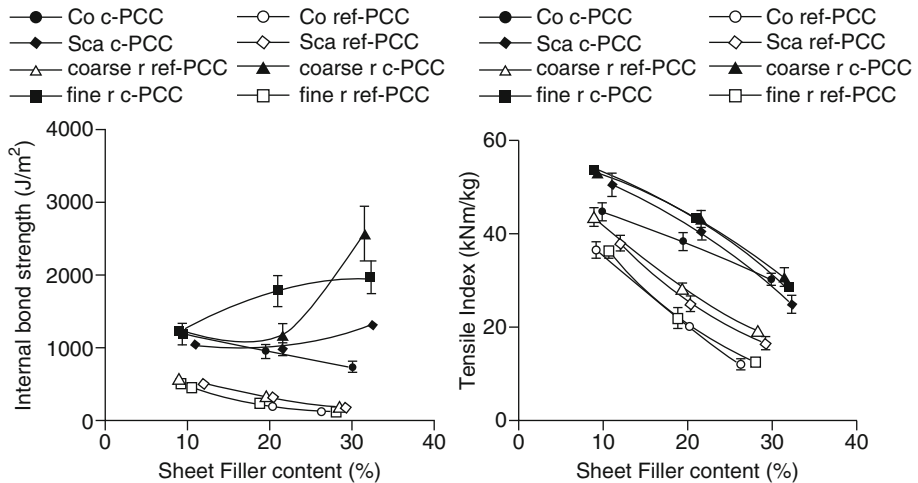 Co c-PCC
Co ref-PCC
Sca c-PCC
Sca ref-PCC
coarse r ref-PCC
coarse r c-PCC
fine r c-PCC
fine r ref-PCC
4000
3000
2000
1000
0
Internal bond strength (J/m²)
0
10
20
30
40
Sheet Filler content (%)
Co c-PCC
Co ref-PCC
Sca c-PCC
Sca ref-PCC
coarse r ref-PCC
coarse r c-PCC
fine r c-PCC
fine r ref-PCC
60
40
20
0
Tensile Index (kNm/kg)
0
10
20
30
40
Sheet Filler content (%)